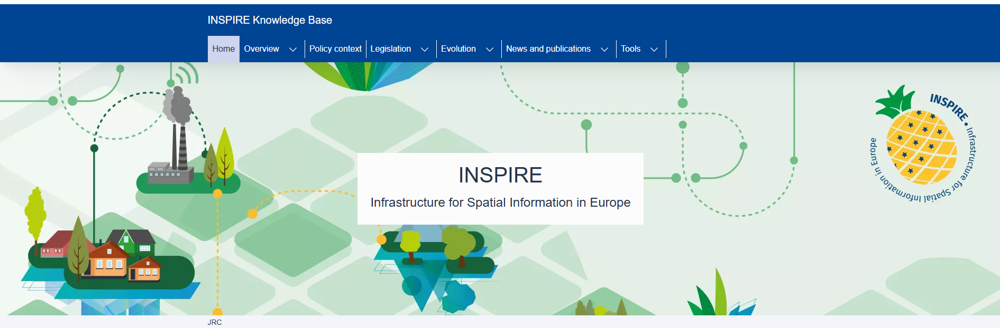 INSPIRE Knowledge Base
Home Overview Policy context Legislation Evolution News and publications Tools
INSPIRE • Infrastructure for Spatial Information in Europe
INSPIRE
Infrastructure for Spatial Information in Europe
JRC